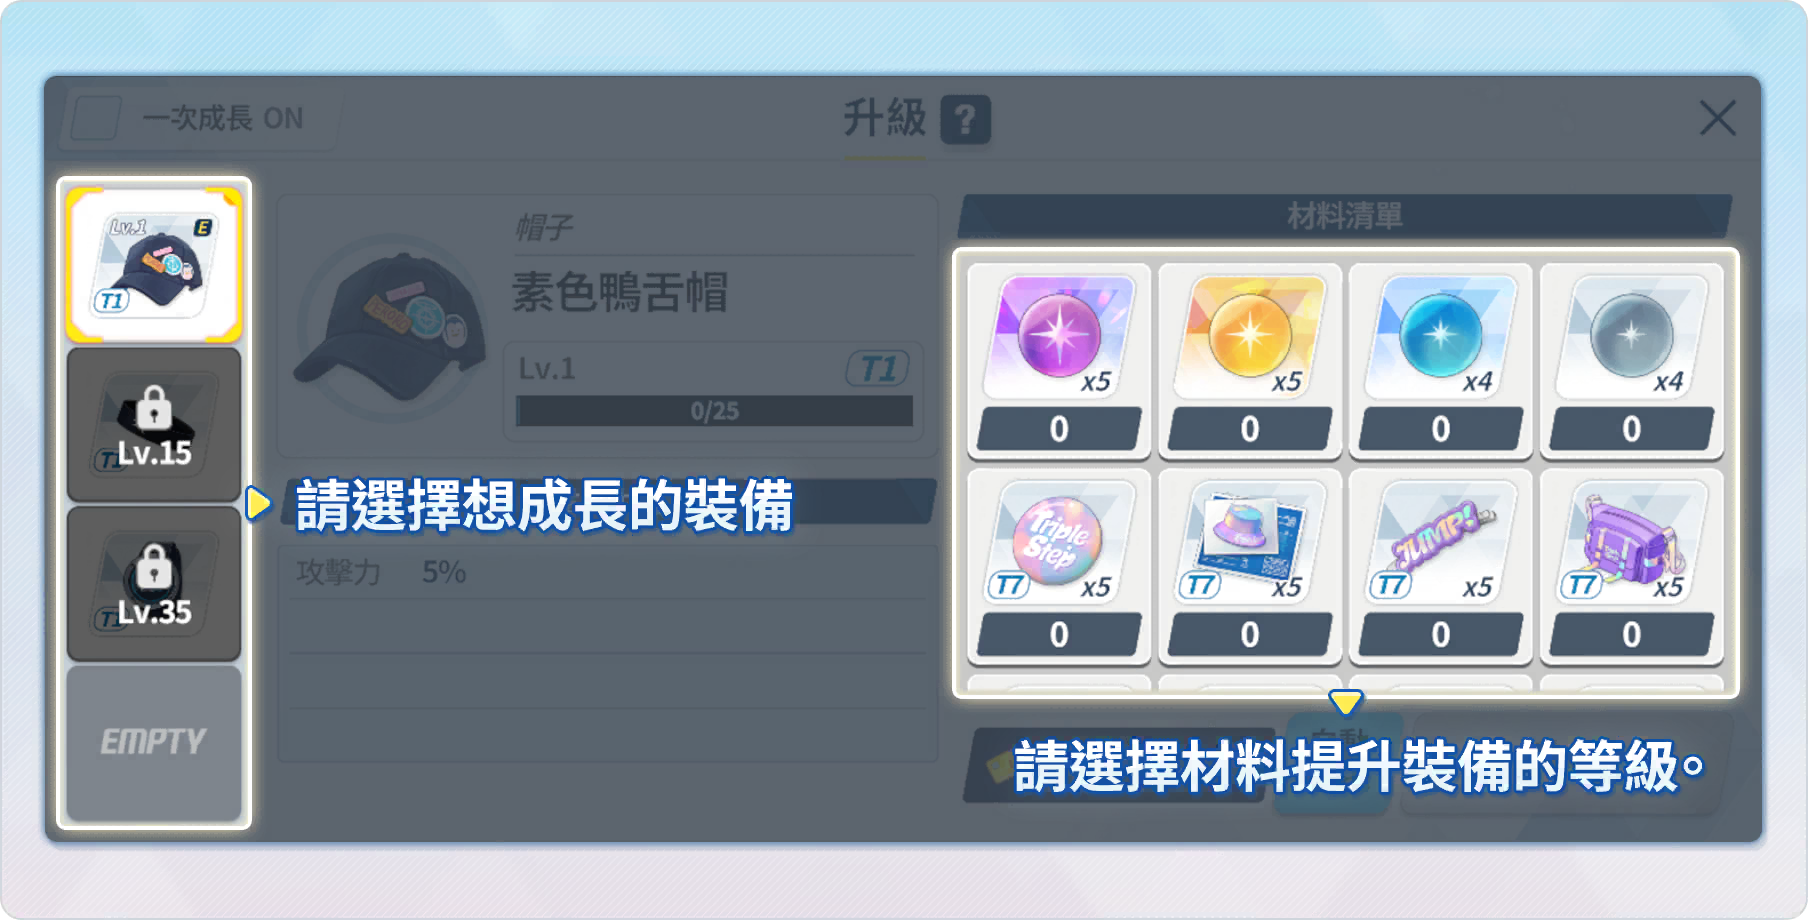 一次成長 ON
升級 ?
Lv.1 E
T1
Lv.15
T1
Lv.35
T1
EMPTY
帽子
素色鴨舌帽
Lv.1 T1
0/25
請選擇想成長的裝備
攻擊力 5%
材料清單
x5 x5 x4 x4
0 0 0 0
Triple Step JUMP!
T7 x5 T7 x5 T7 x5 T7 x5
0 0 0 0
自動
請選擇材料提升裝備的等級。